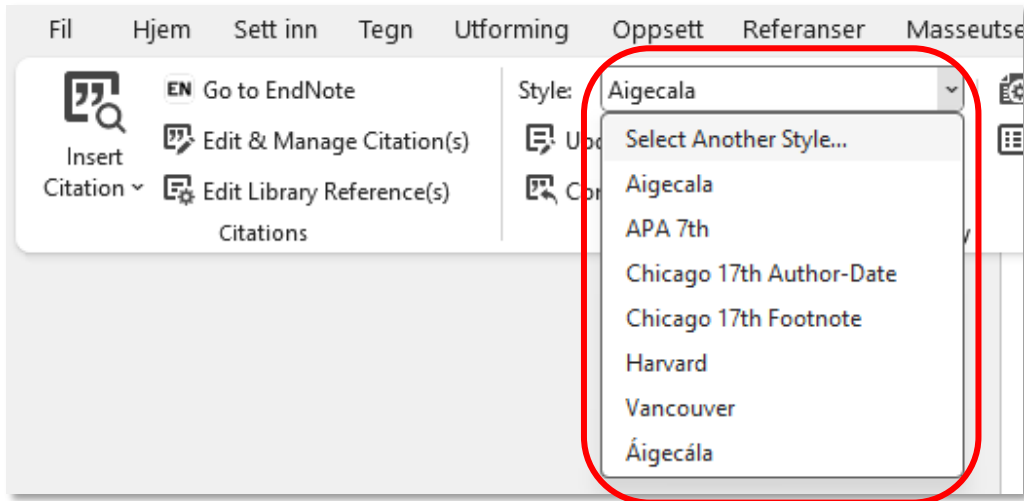 Fil Hjem Sett inn Tegn Utforming Oppsett Referanser Masseutse
EN Go to EndNote
Edit & Manage Citation(s)
Insert
Citation
Edit Library Reference(s)
Citations
Style: Aigecala
Select Another Style...
Aigecala
APA 7th
Chicago 17th Author-Date
Chicago 17th Footnote
Harvard
Vancouver
Áigecála